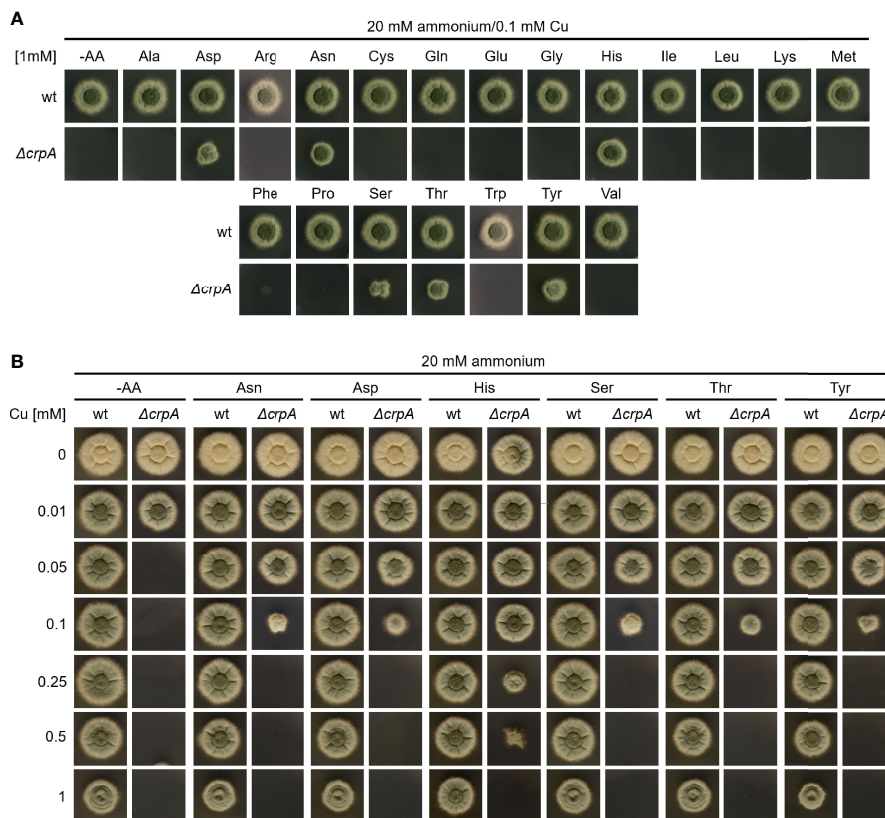 A
20 mM ammonium/0.1 mM Cu
[1mM] -AA Ala Asp Arg Asn Cys Gln Glu Gly His Ile Leu Lys Met
wt
ΔcrpA
Phe Pro Ser Thr Trp Tyr Val
wt
ΔcrpA
B
20 mM ammonium
-AA Asn Asp His Ser Thr Tyr
Cu [mM] wt ΔcrpA wt ΔcrpA wt ΔcrpA wt ΔcrpA wt ΔcrpA wt ΔcrpA wt ΔcrpA
0
0.01
0.05
0.1
0.25
0.5
1